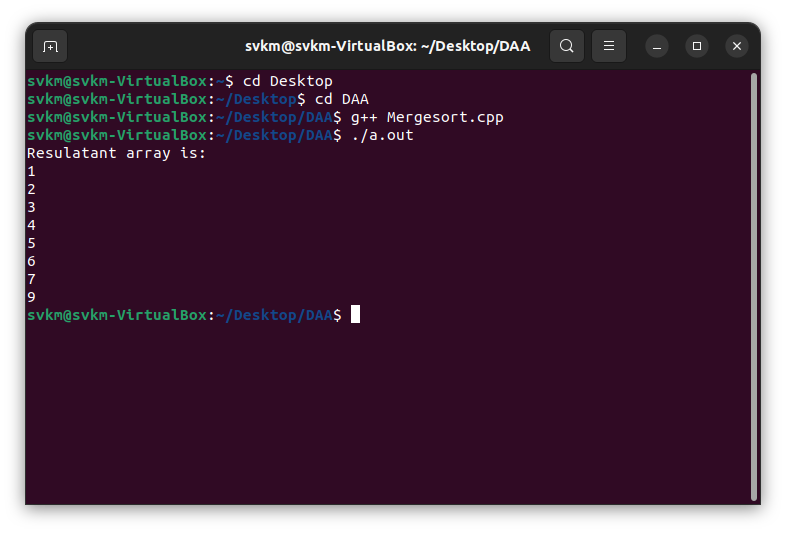 svkm@svkm-VirtualBox: ~/Desktop/DAA
svkm@svkm-VirtualBox:~$ cd Desktop
svkm@svkm-VirtualBox:~/Desktop$ cd DAA
svkm@svkm-VirtualBox:~/Desktop/DAA$ g++ Mergesort.cpp
svkm@svkm-VirtualBox:~/Desktop/DAA$ ./a.out
Resulatant array is:
1
2
3
4
5
6
7
9
svkm@svkm-VirtualBox:~/Desktop/DAA$